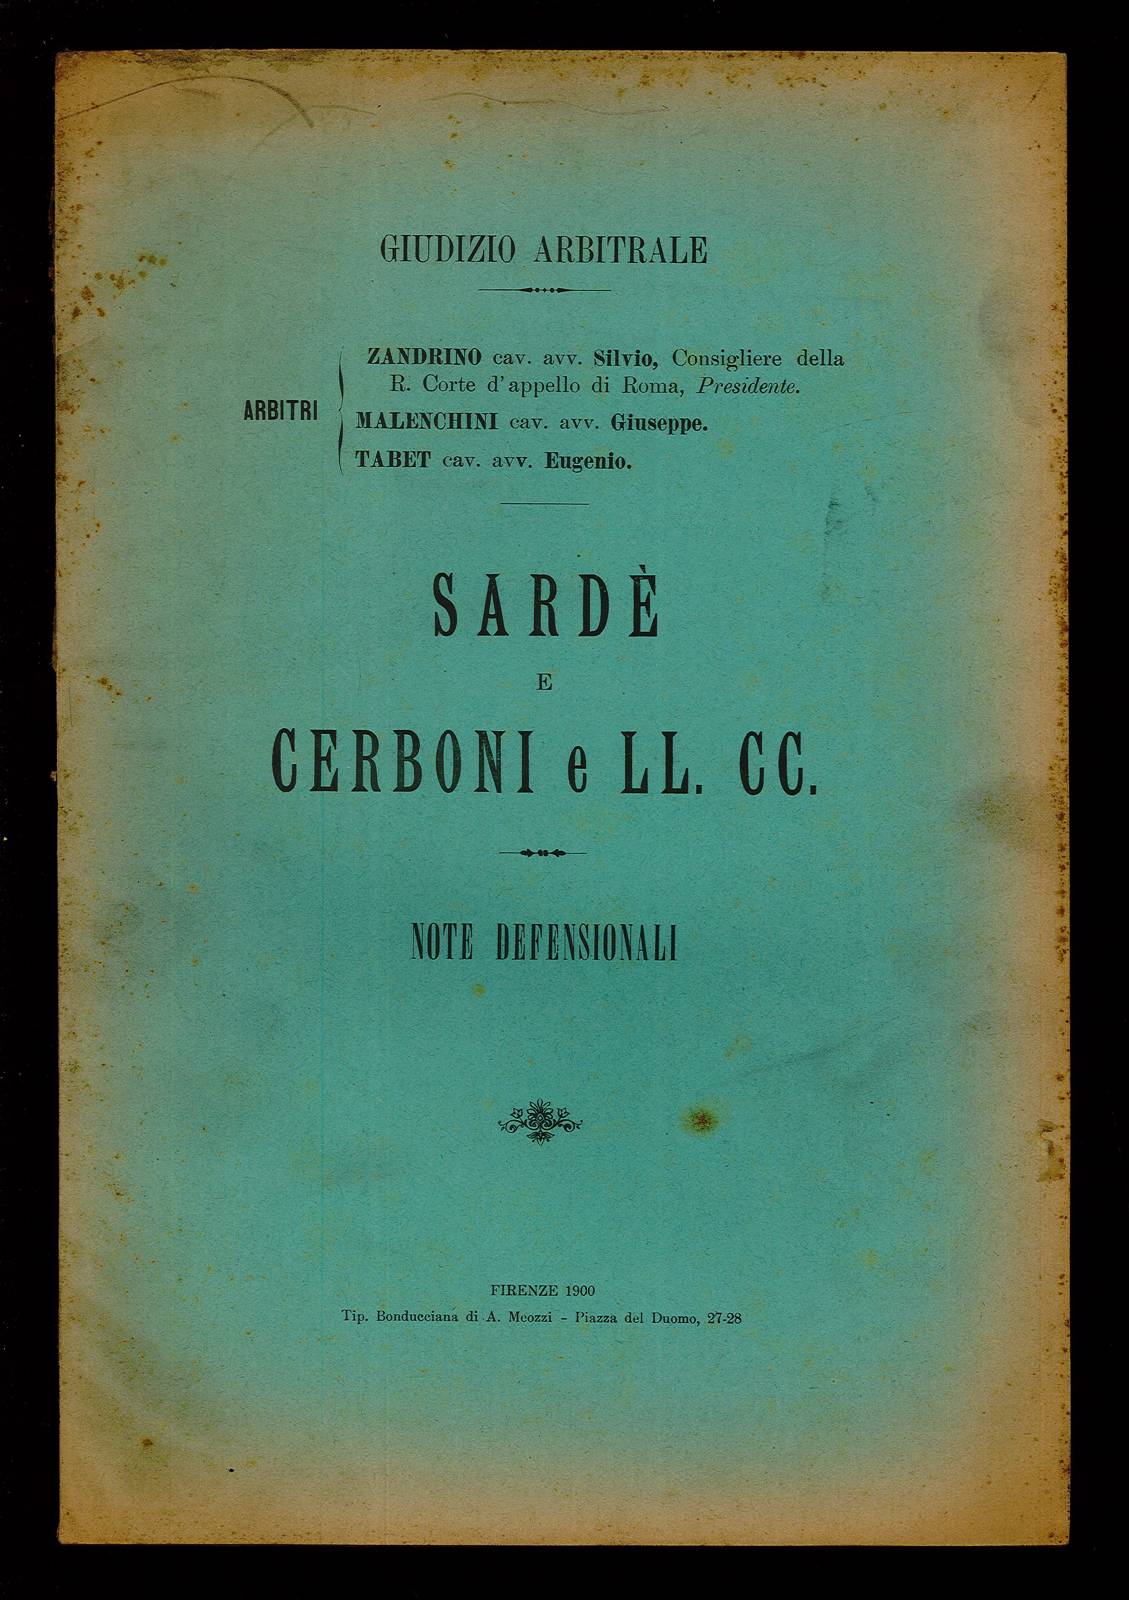 GIUDIZIO ARBITRALE
ZANDRINO cav. avv. Silvio, Consigliere della
R. Corte d'appello di Roma, Presidente.
ARBITRI
MALENCHINI cav. avv. Giuseppe.
TABET cav. avv. Eugenio.
SARDÈ
E
CERBONI e LL. CC.
NOTE DEFENSIONALI
FIRENZE 1900
Tip. Bonducciana di A. Meozzi - Piazza del Duomo, 27-28